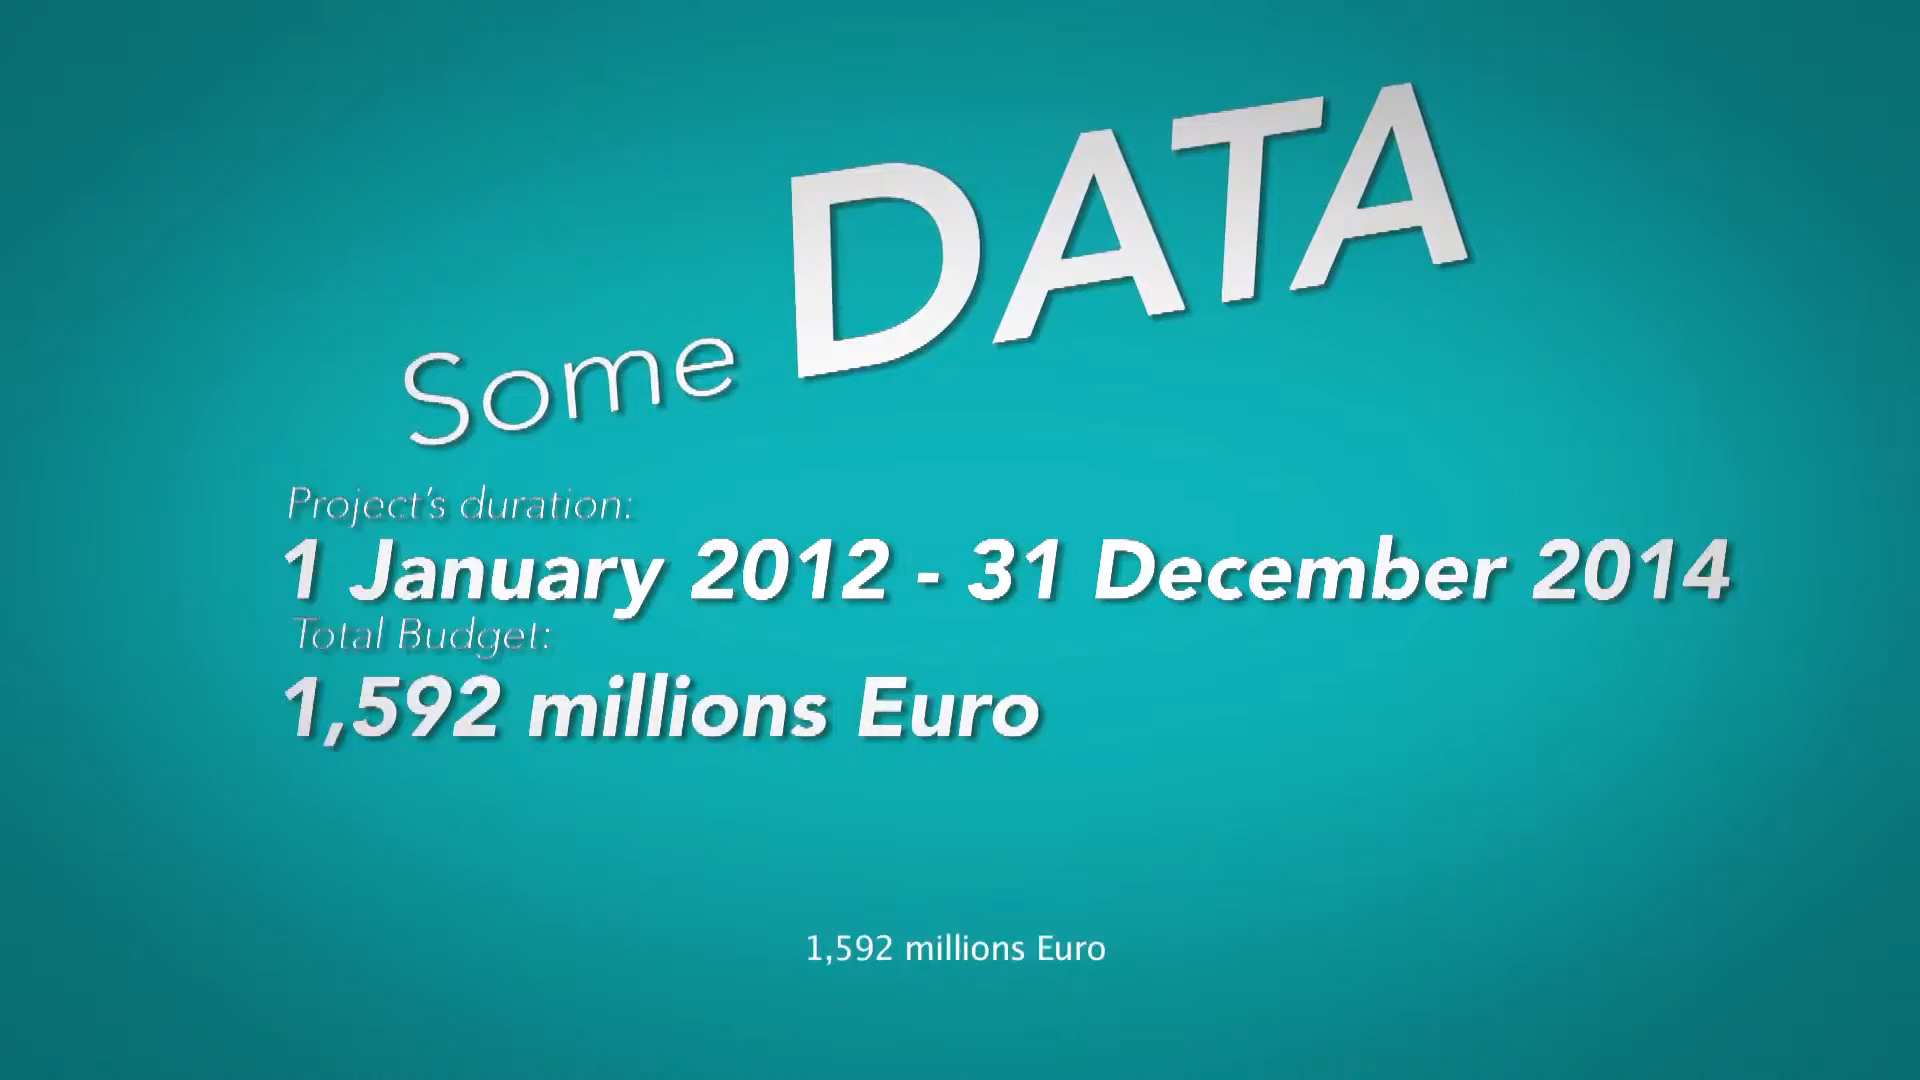 Some DATA
Project's duration:
1 January 2012 - 31 December 2014
Total Budget:
1,592 millions Euro
1,592 millions Euro